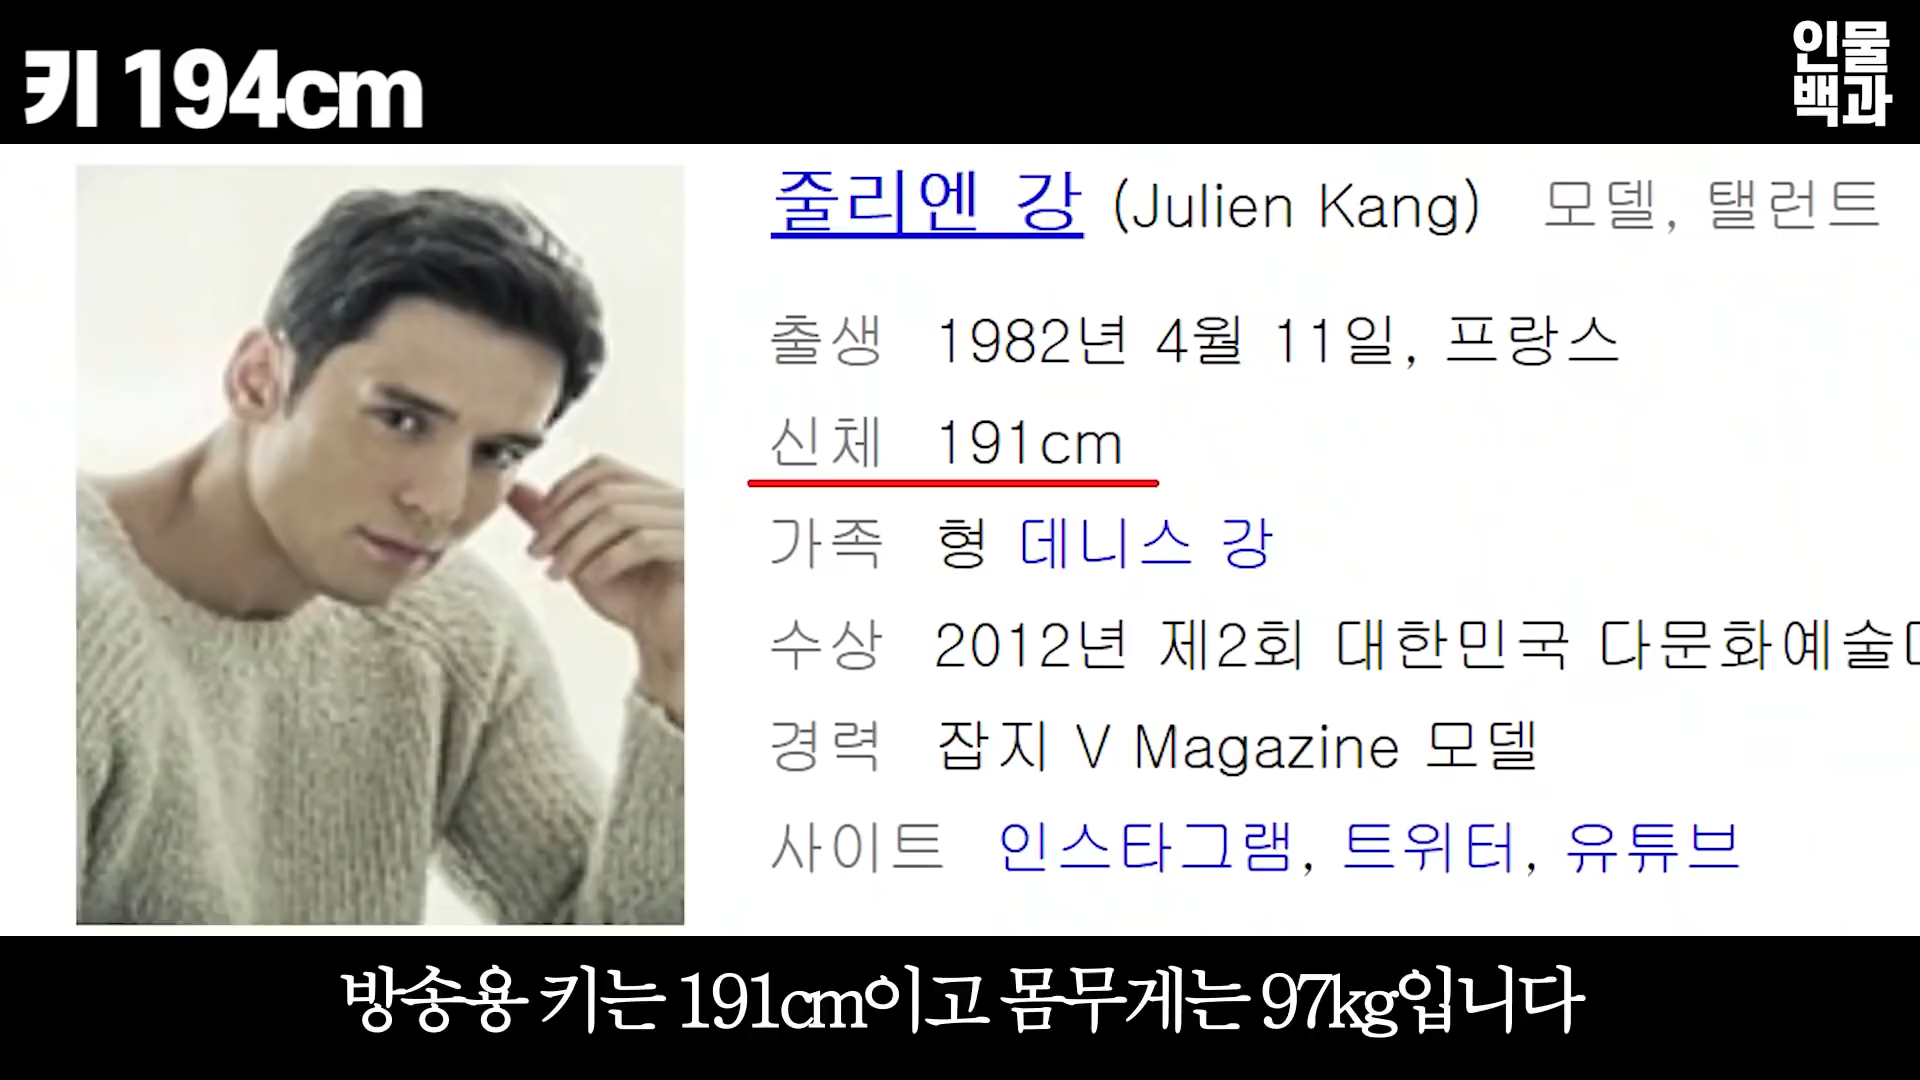 키 194cm
인물
백과
줄리엔 강 (Julien Kang) 모델, 탤런트
출생 1982년 4월 11일, 프랑스
신체 191cm
가족 형 데니스 강
수상 2012년 제2회 대한민국 다문화예술
경력 잡지 V Magazine 모델
사이트 인스타그램, 트위터, 유튜브
방송용 키는 191cm이고 몸무게는 97kg입니다